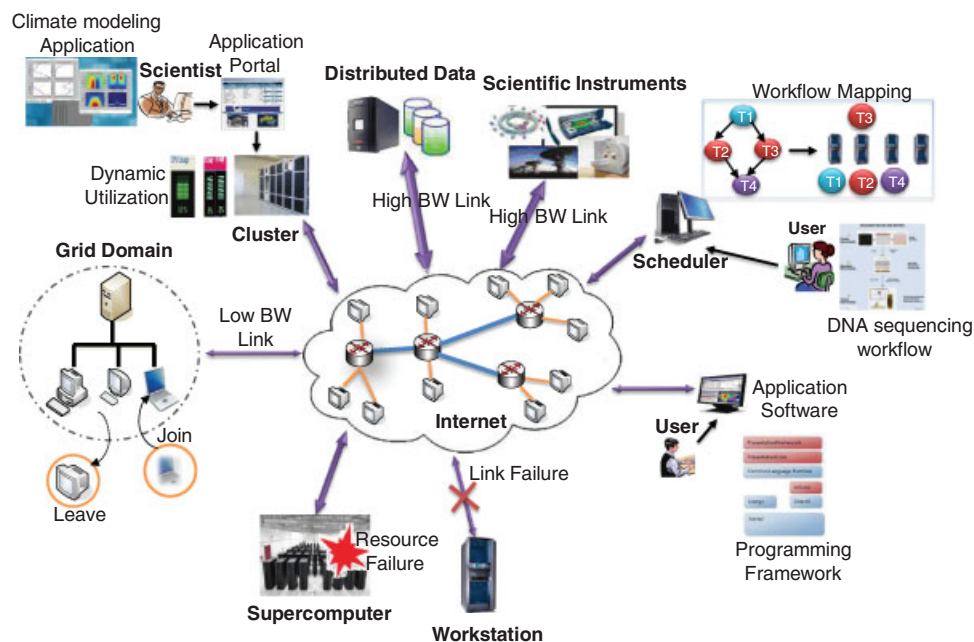 Climate modeling
Application
Scientist
Application
Portal
Distributed Data
Scientific Instruments
Workflow Mapping
T1
T2
T3
T4
T3
T1
T2
T4
Dynamic
Utilization
Cluster
High BW Link
High BW Link
Scheduler
User
DNA sequencing
workflow
Grid Domain
Low BW
Link
Internet
Join
Leave
Application
Software
User
Link Failure
Resource
Failure
Supercomputer
Workstation
Programming
Framework